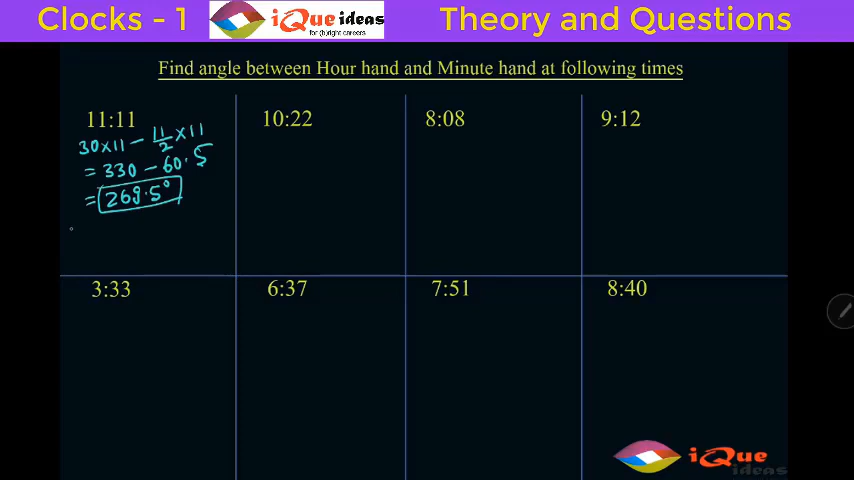 Clocks - 1
iQue ideas
for (b)right careers
Theory and Questions
Find angle between Hour hand and Minute hand at following times
11:11
30×11 – 11/2 ×11
= 330 – 60.5
= 269.5°
10:22
8:08
9:12
3:33
6:37
7:51
8:40
iQue
ideas